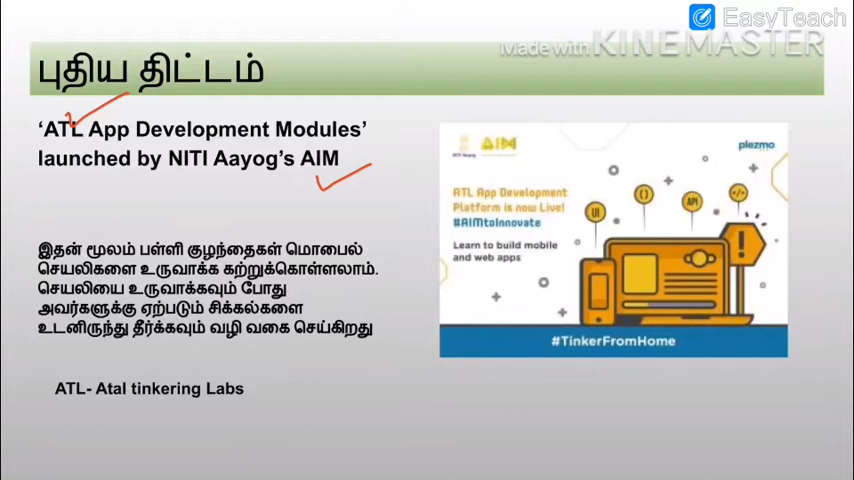 EasyTeach
Made with KINEMASTER
புதிய திட்டம்
‘ATL App Development Modules’
launched by NITI Aayog’s AIM
இதன் மூலம் பள்ளி குழந்தைகள் மொபைல்
செயலிகளை உருவாக்க கற்றுக்கொள்ளலாம்.
செயலியை உருவாக்கவும் போது
அவர்களுக்கு ஏற்படும் சிக்கல்களை
உடனிருந்து தீர்க்கவும் வழி வகை செய்கிறது
ATL- Atal tinkering Labs
NITI Aayog
AIM
plezmo
ATL App Development
Platform is now Live!
#AIMtoInnovate
Learn to build mobile
and web apps
UI
{}
API
</>
#TinkerFromHome